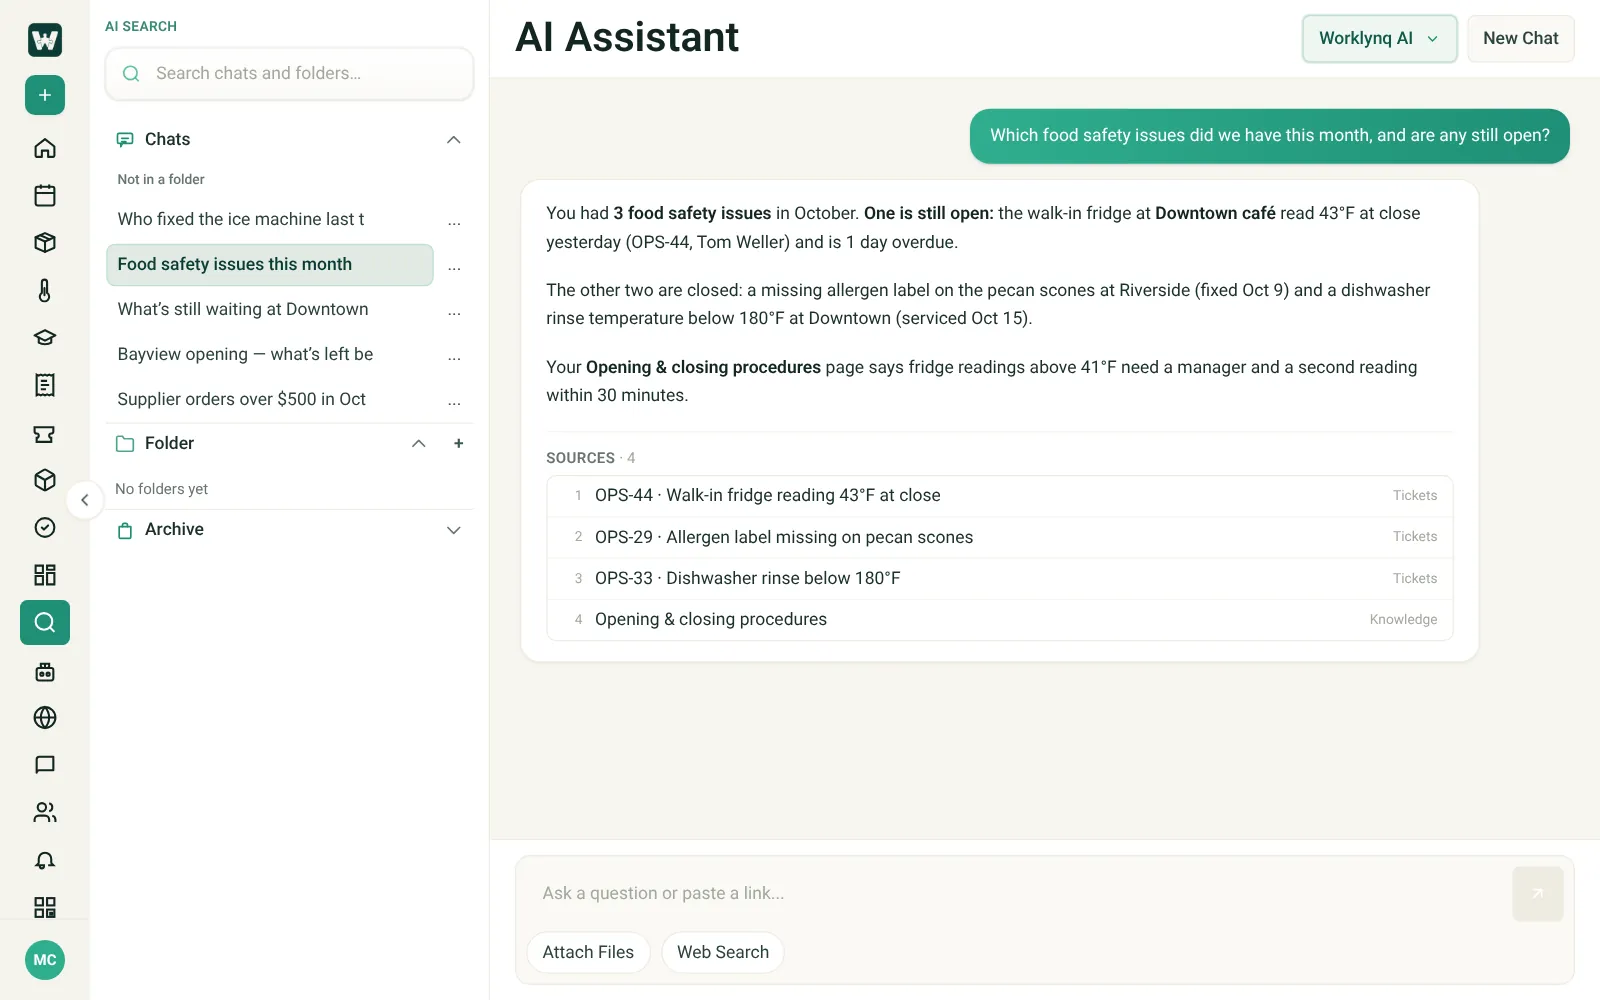 W
AI SEARCH
Search chats and folders...
Chats
Not in a folder
Who fixed the ice machine last t
...
Food safety issues this month
...
What's still waiting at Downtown
...
Bayview opening — what's left be
...
Supplier orders over $500 in Oct
...
Folder
+
No folders yet
Archive
MC
AI Assistant
Worklynq AI
New Chat
Which food safety issues did we have this month, and are any still open?
You had 3 food safety issues in October. One is still open: the walk-in fridge at Downtown café read 43°F at close
yesterday (OPS-44, Tom Weller) and is 1 day overdue.
The other two are closed: a missing allergen label on the pecan scones at Riverside (fixed Oct 9) and a dishwasher
rinse temperature below 180°F at Downtown (serviced Oct 15).
Your Opening & closing procedures page says fridge readings above 41°F need a manager and a second reading
within 30 minutes.
SOURCES · 4
1 OPS-44 · Walk-in fridge reading 43°F at close Tickets
2 OPS-29 · Allergen label missing on pecan scones Tickets
3 OPS-33 · Dishwasher rinse below 180°F Tickets
4 Opening & closing procedures Knowledge
Ask a question or paste a link...
Attach Files
Web Search